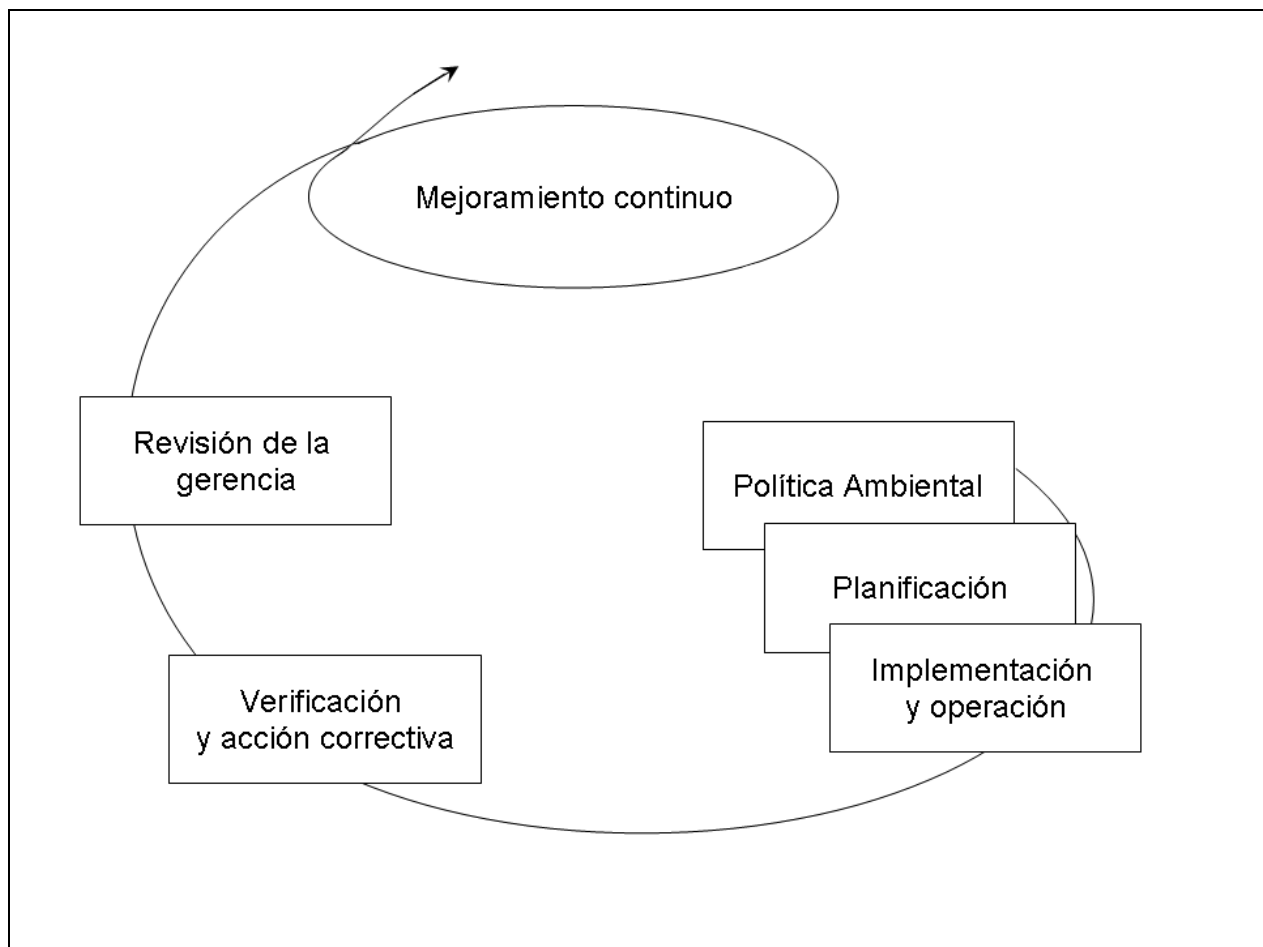 Mejoramiento continuo
Revisión de la
gerencia
Política Ambiental
Planificación
Implementación
y operación
Verificación
y acción correctiva